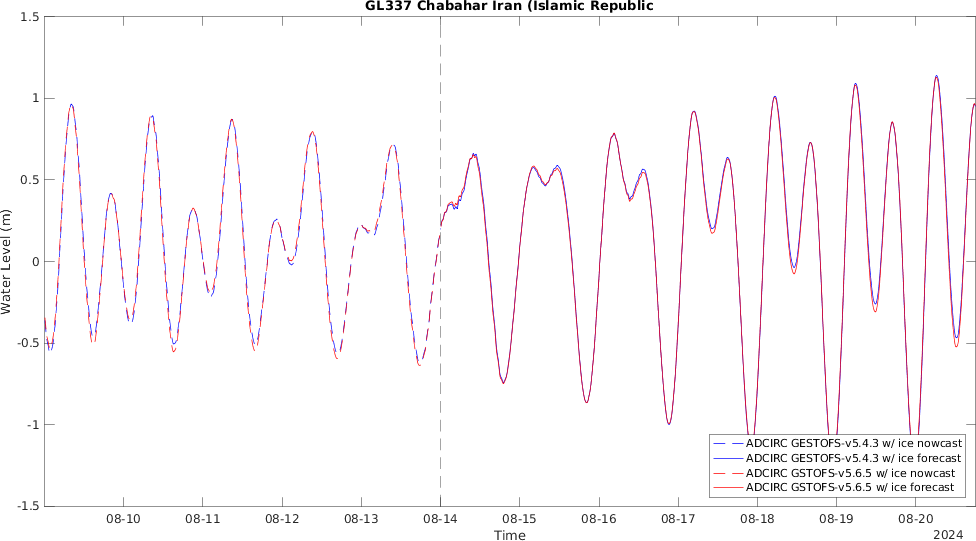 GL337 Chabahar Iran (Islamic Republic
Water Level (m)
1.5
1
0.5
0
-0.5
-1
-1.5
ADCIRC GESTOFS-v5.4.3 w/ ice nowcast
ADCIRC GESTOFS-v5.4.3 w/ ice forecast
ADCIRC GSTOFS-v5.6.5 w/ ice nowcast
ADCIRC GSTOFS-v5.6.5 w/ ice forecast
08-10 08-11 08-12 08-13 08-14 08-15 08-16 08-17 08-18 08-19 08-20
Time
2024